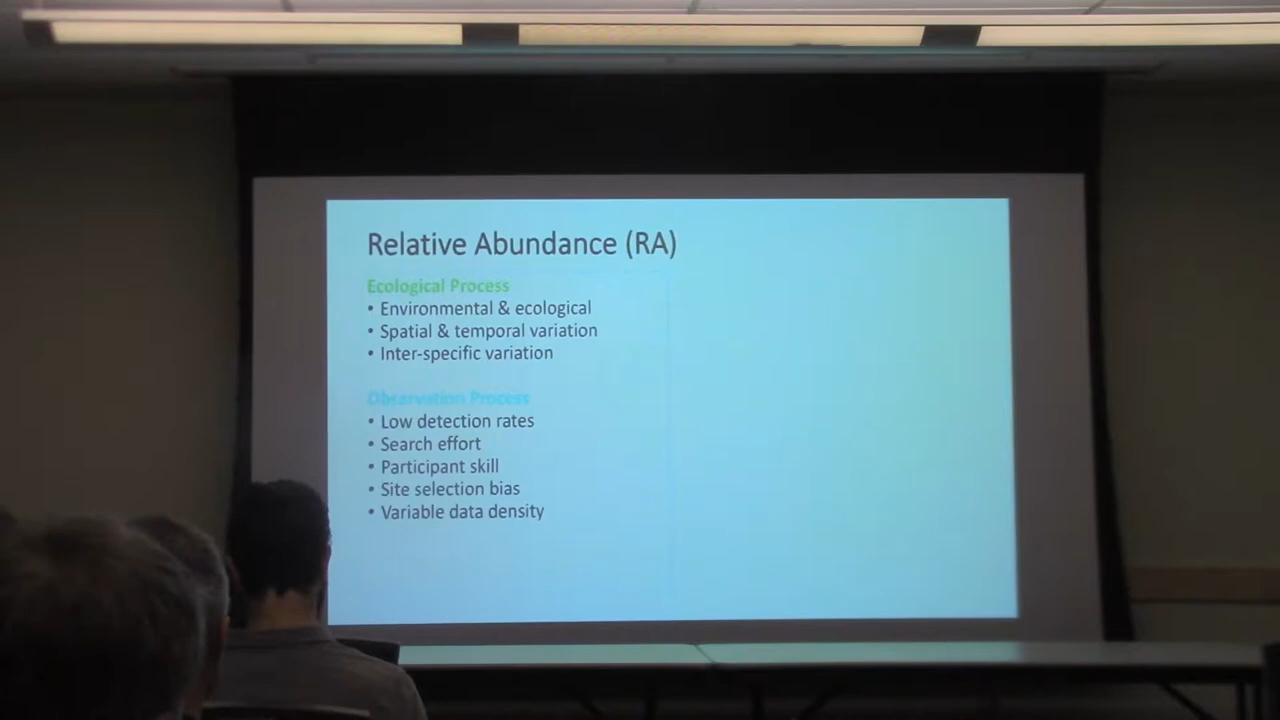 Relative Abundance (RA)
Ecological Process
• Environmental & ecological
• Spatial & temporal variation
• Inter-specific variation
Observation Process
• Low detection rates
• Search effort
• Participant skill
• Site selection bias
• Variable data density